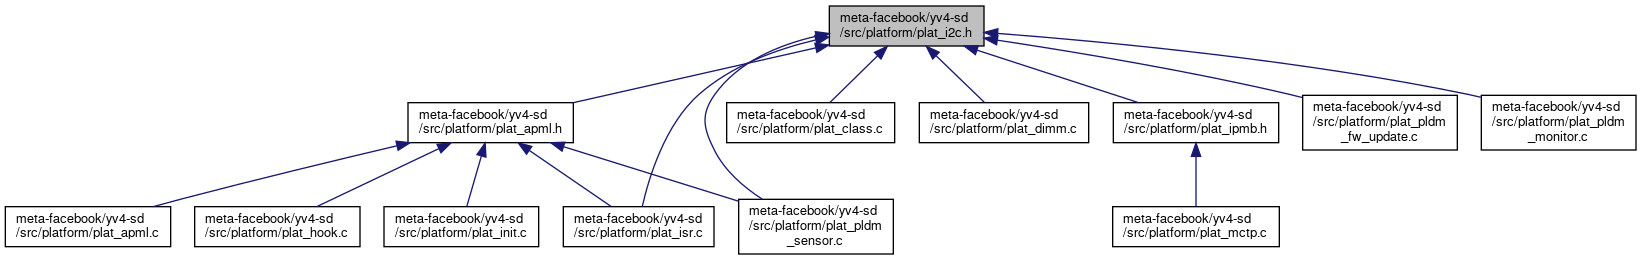 meta-facebook/yv4-sd
/src/platform/plat_i2c.h
meta-facebook/yv4-sd
/src/platform/plat_apml.h
meta-facebook/yv4-sd
/src/platform/plat_class.c
meta-facebook/yv4-sd
/src/platform/plat_dimm.c
meta-facebook/yv4-sd
/src/platform/plat_ipmb.h
meta-facebook/yv4-sd
/src/platform/plat_pldm
_fw_update.c
meta-facebook/yv4-sd
/src/platform/plat_pldm
_monitor.c
meta-facebook/yv4-sd
/src/platform/plat_apml.c
meta-facebook/yv4-sd
/src/platform/plat_hook.c
meta-facebook/yv4-sd
/src/platform/plat_init.c
meta-facebook/yv4-sd
/src/platform/plat_isr.c
meta-facebook/yv4-sd
/src/platform/plat_pldm
_sensor.c
meta-facebook/yv4-sd
/src/platform/plat_mctp.c